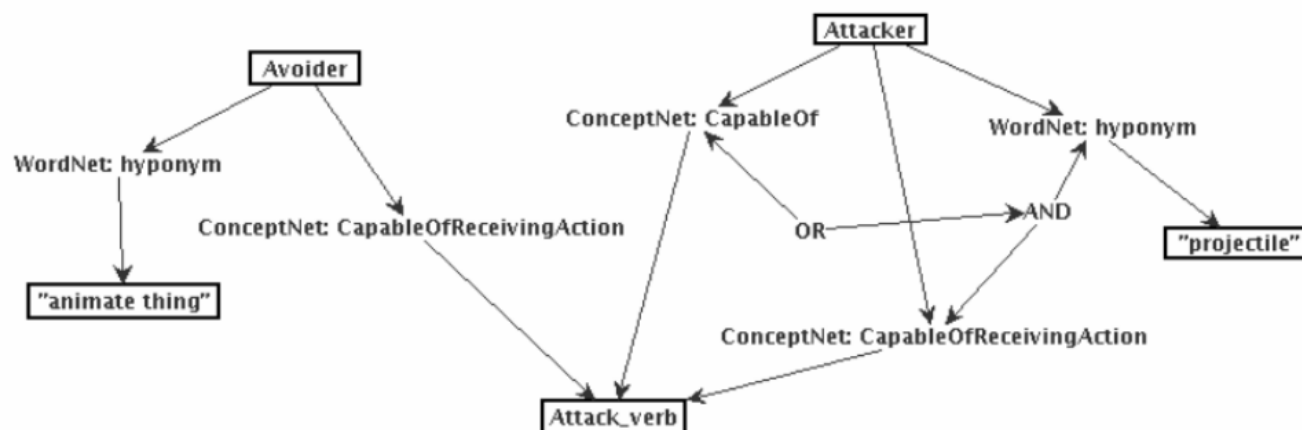 Attacker
Avoider
ConceptNet: CapableOf
WordNet: hyponym
WordNet: hyponym
ConceptNet: CapableOfReceivingAction
OR
AND
"projectile"
"animate thing"
ConceptNet: CapableOfReceivingAction
Attack_verb